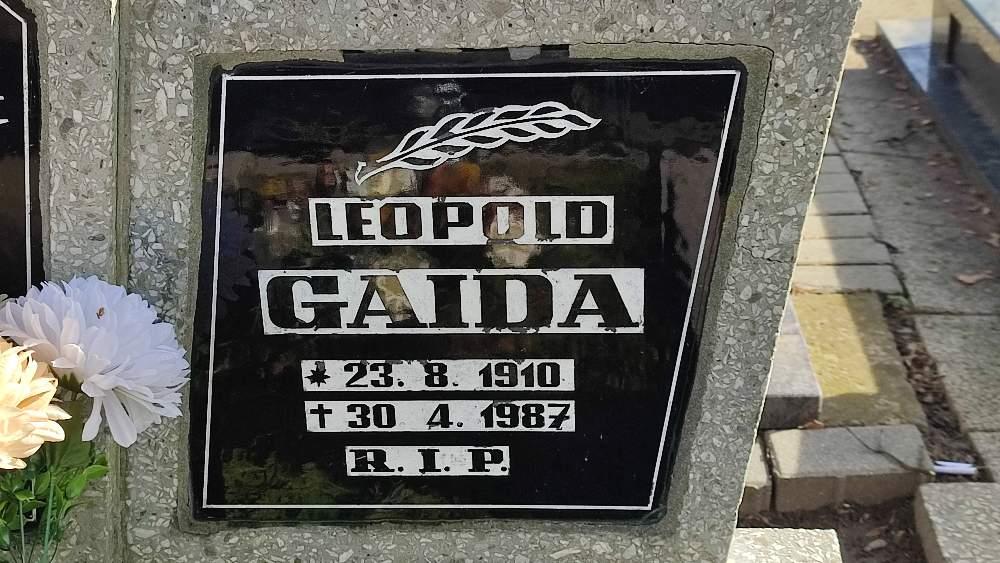 LEOPOLD
GAIDA
* 23. 8. 1910
† 30 4. 1987
R. I. P.